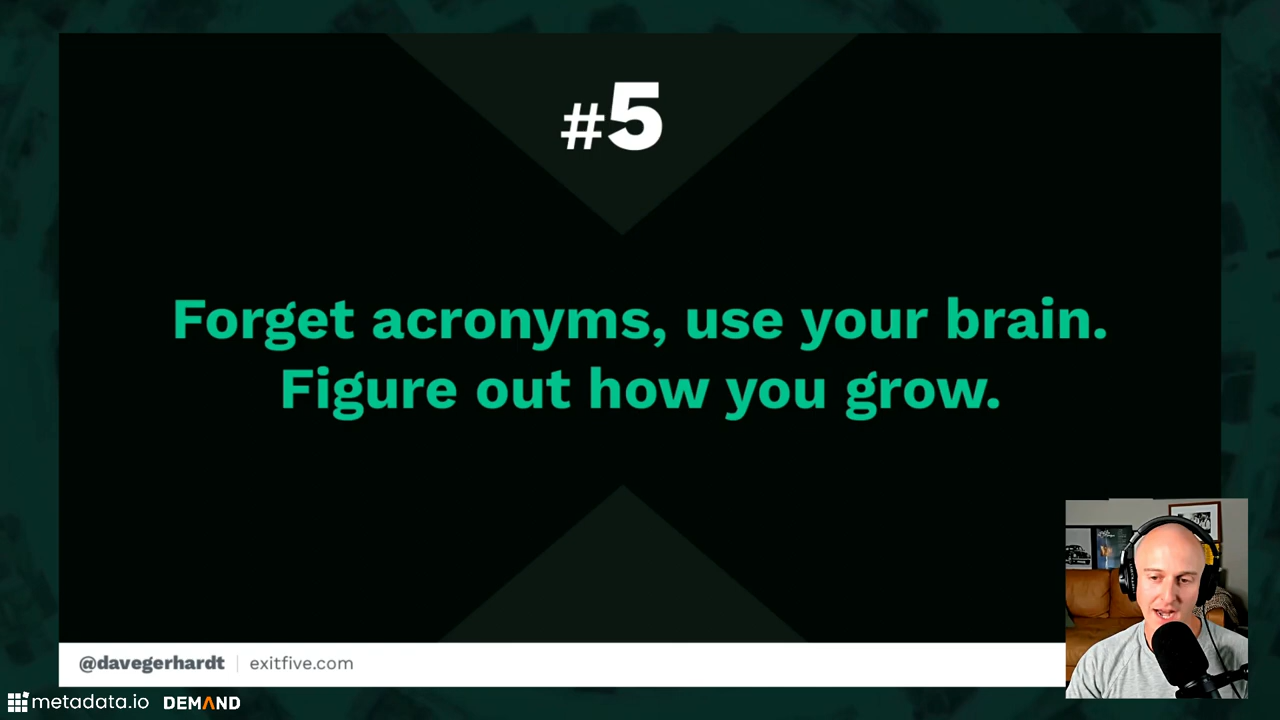 #5
Forget acronyms, use your brain.
Figure out how you grow.
@davegerhardt | exitfive.com
metadata.io DEMAND